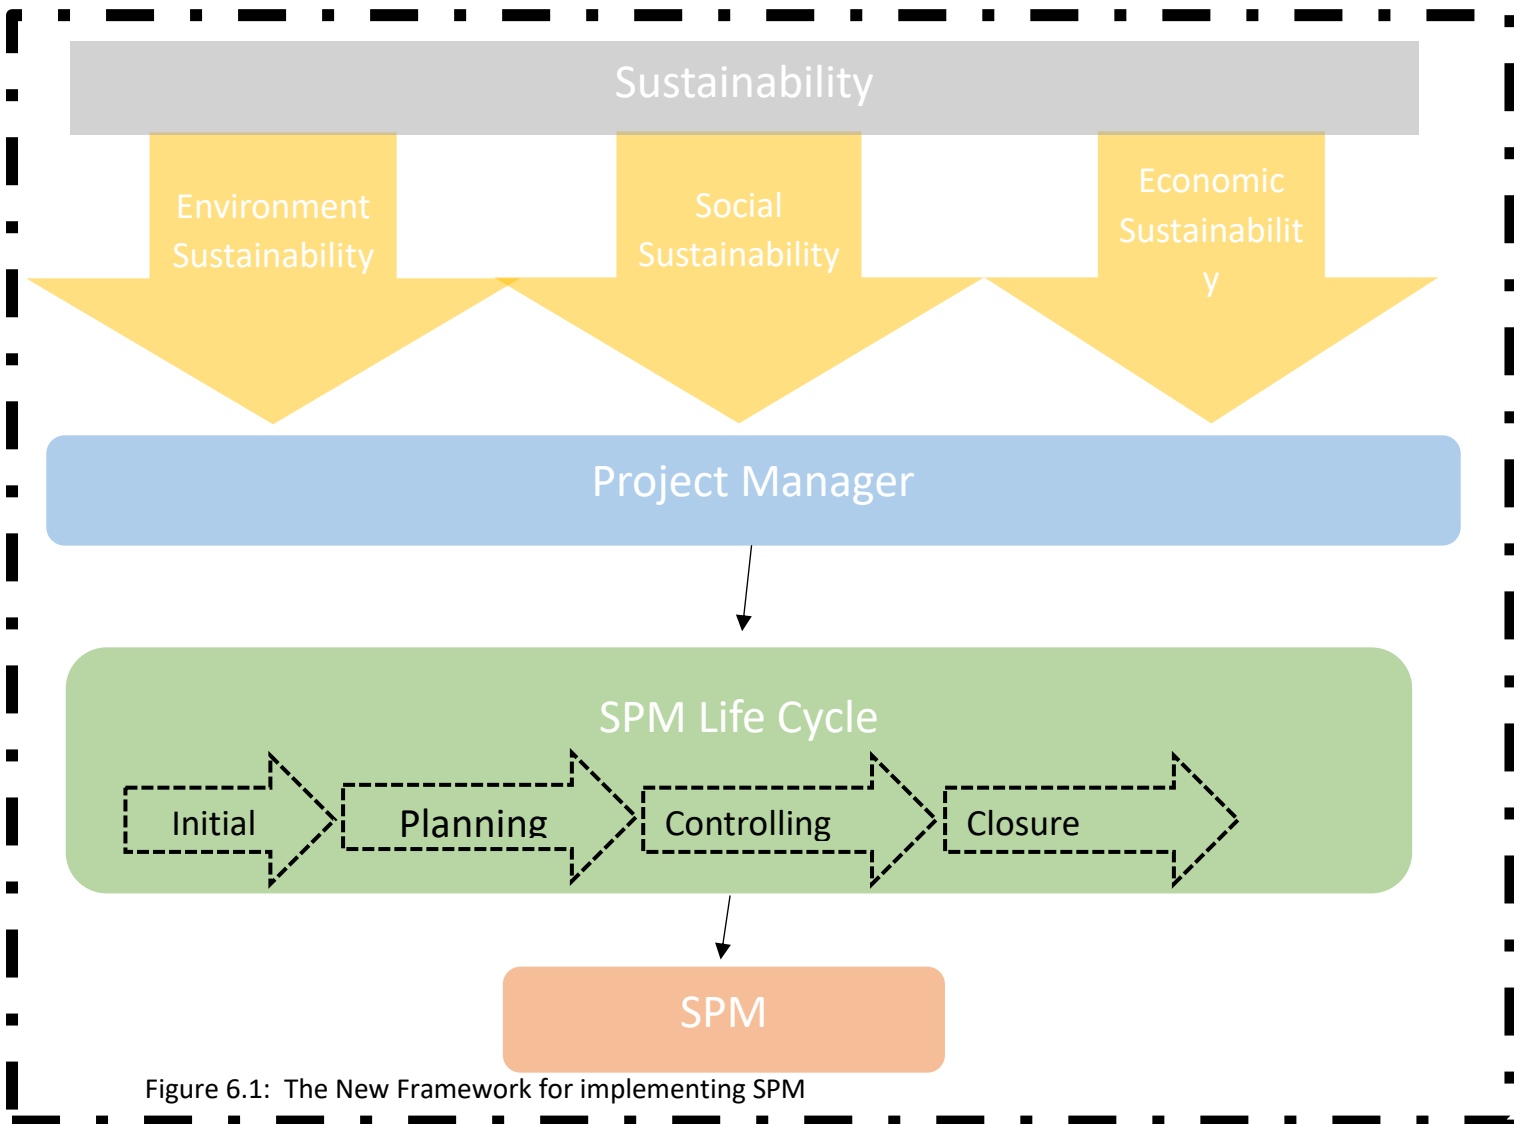 Sustainability
Environment
Sustainability
Social
Sustainability
Economic
Sustainabilit
y
Project Manager
SPM Life Cycle
Initial
Planning
Controlling
Closure
SPM
Figure 6.1:  The New Framework for implementing SPM